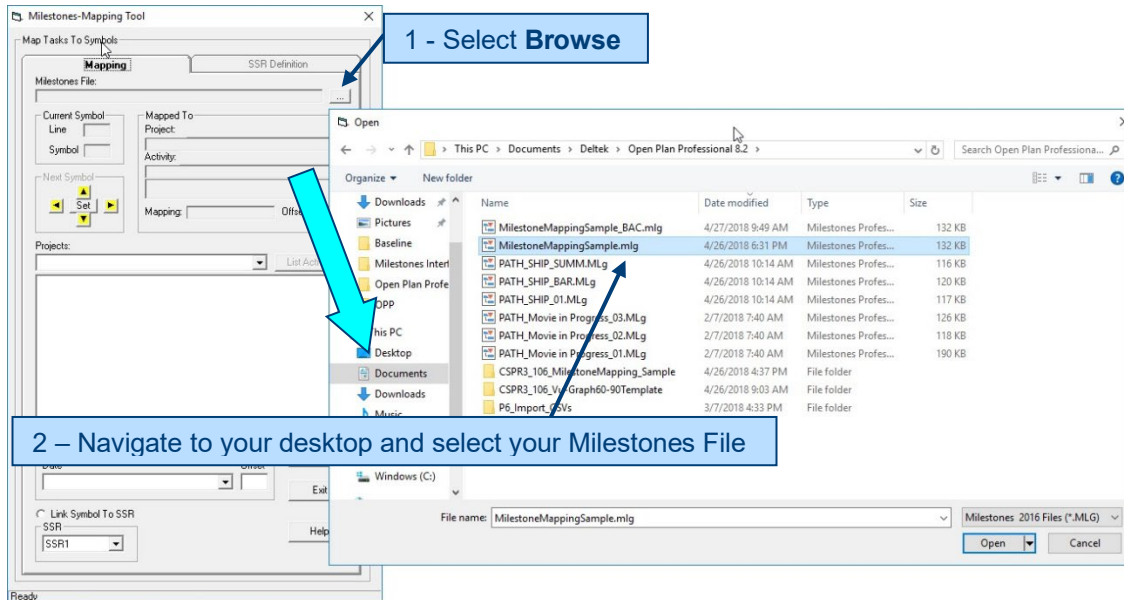 Milestones-Mapping Tool
Map Tasks To Symbols
Mapping SSR Definition
Milestones File:
...
Current Symbol
Line
Symbol
Mapped To
Project:
Activity:
Next Symbol
Set
Mapping:
Projects:
1 - Select Browse
Open
This PC > Documents > Deltek > Open Plan Professional 8.2 >
Search Open Plan Professiona...
Organize New folder
Name Date modified Type Size
Downloads
Pictures
Baseline
Milestones Interf
Open Plan Profe
OPP
This PC
Desktop
Documents
Downloads
Music
Windows (C:)
MilestoneMappingSample_BAC.mlg 4/27/2018 9:49 AM Milestones Profes... 132 KB
MilestoneMappingSample.mlg 4/26/2018 6:31 PM Milestones Profes... 132 KB
PATH_SHIP_SUMM.MLg 4/26/2018 10:14 AM Milestones Profes... 116 KB
PATH_SHIP_BAR.MLg 4/26/2018 10:14 AM Milestones Profes... 120 KB
PATH_SHIP_01.MLg 4/26/2018 10:14 AM Milestones Profes... 117 KB
PATH_Movie in Progress_03.MLg 2/7/2018 7:40 AM Milestones Profes... 126 KB
PATH_Movie in Progress_02.MLg 2/7/2018 7:40 AM Milestones Profes... 118 KB
PATH_Movie in Progress_01.MLg 2/7/2018 7:40 AM Milestones Profes... 190 KB
CSPR3_106_MilestoneMapping_Sample 4/26/2018 4:37 PM File folder
CSPR3_106_Vu-Graph60-90Template 4/26/2018 9:03 AM File folder
P6_Import_CSVs 3/7/2018 4:33 PM File folder
2 – Navigate to your desktop and select your Milestones File
Date Offset
Exit
Link Symbol To SSR
SSR
SSR1
Help
File name: MilestoneMappingSample.mlg Milestones 2016 Files (*.MLG)
Open Cancel
Ready